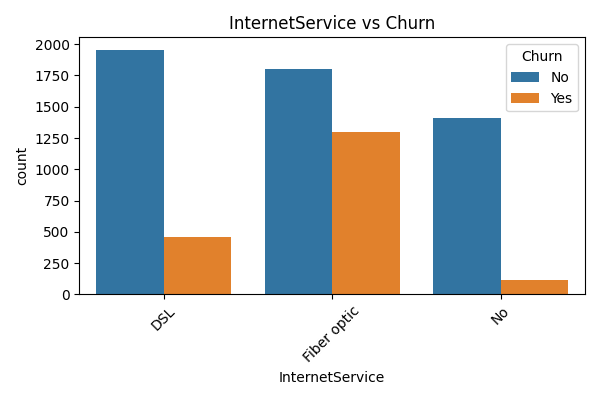 InternetService vs Churn
Churn
No
Yes
2000
1750
1500
1250
1000
750
500
250
0
count
DSL
Fiber optic
No
InternetService